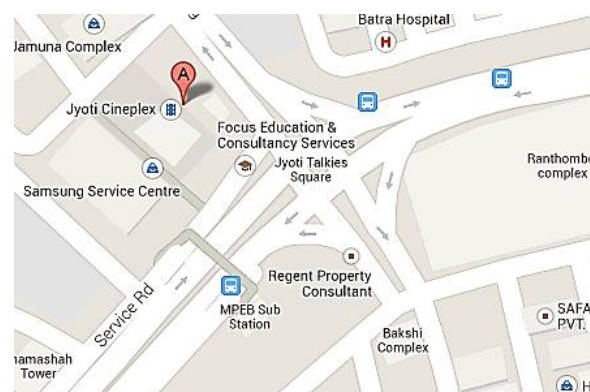 Batra Hospital
H
Jamuna Complex
A
Jyoti Cineplex
Focus Education &
Consultancy Services
Jyoti Talkies
Square
Ranthombo
complex
Samsung Service Centre
Regent Property
Consultant
MPEB Sub
Station
Service Rd
SAFA
PVT.
Bakshi
Complex
namashah
Tower
H